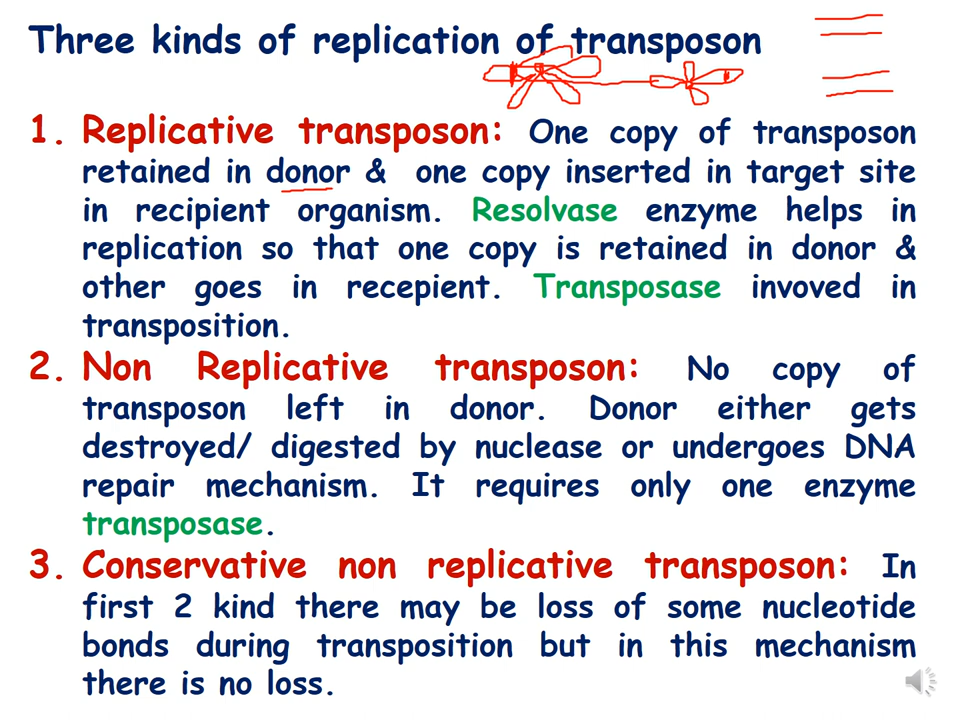 Three kinds of replication of transposon
1. Replicative transposon: One copy of transposon
retained in donor & one copy inserted in target site
in recipient organism. Resolvase enzyme helps in
replication so that one copy is retained in donor &
other goes in recepient. Transposase invoved in
transposition.
2. Non Replicative transposon: No copy of
transposon left in donor. Donor either gets
destroyed/ digested by nuclease or undergoes DNA
repair mechanism. It requires only one enzyme
transposase.
3. Conservative non replicative transposon: In
first 2 kind there may be loss of some nucleotide
bonds during transposition but in this mechanism
there is no loss.